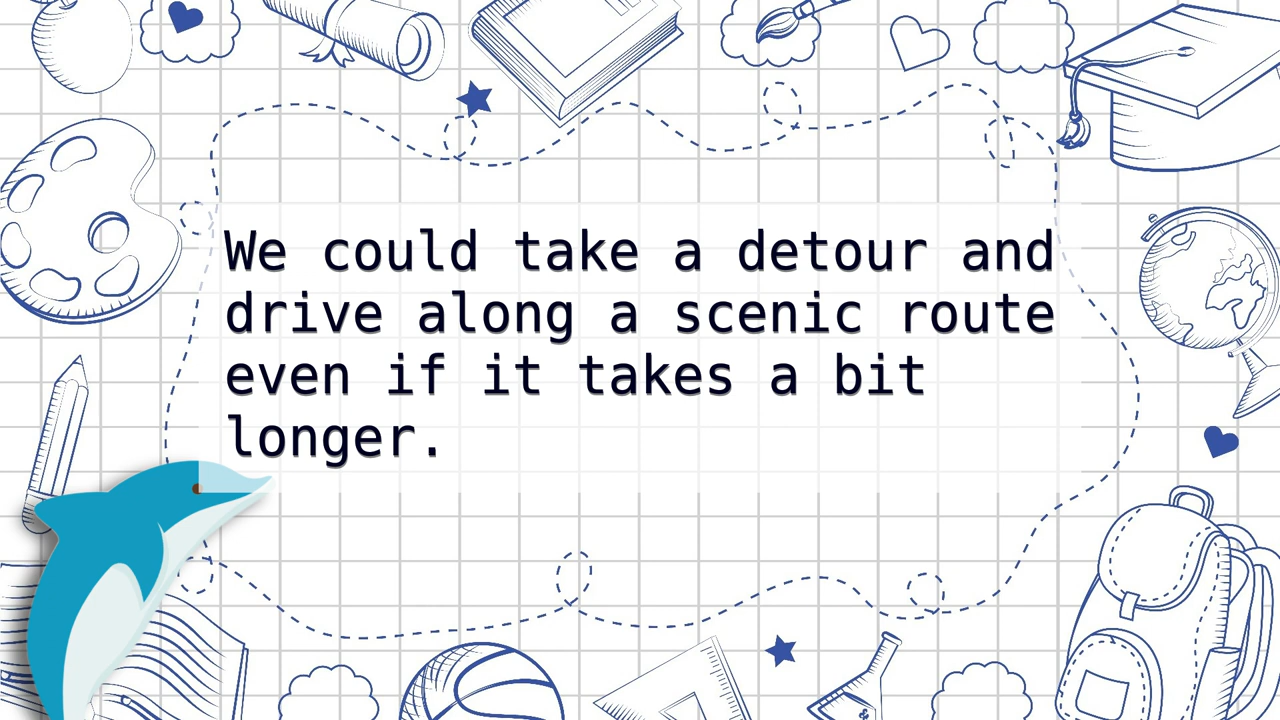 We could take a detour and
drive along a scenic route
even if it takes a bit
longer.